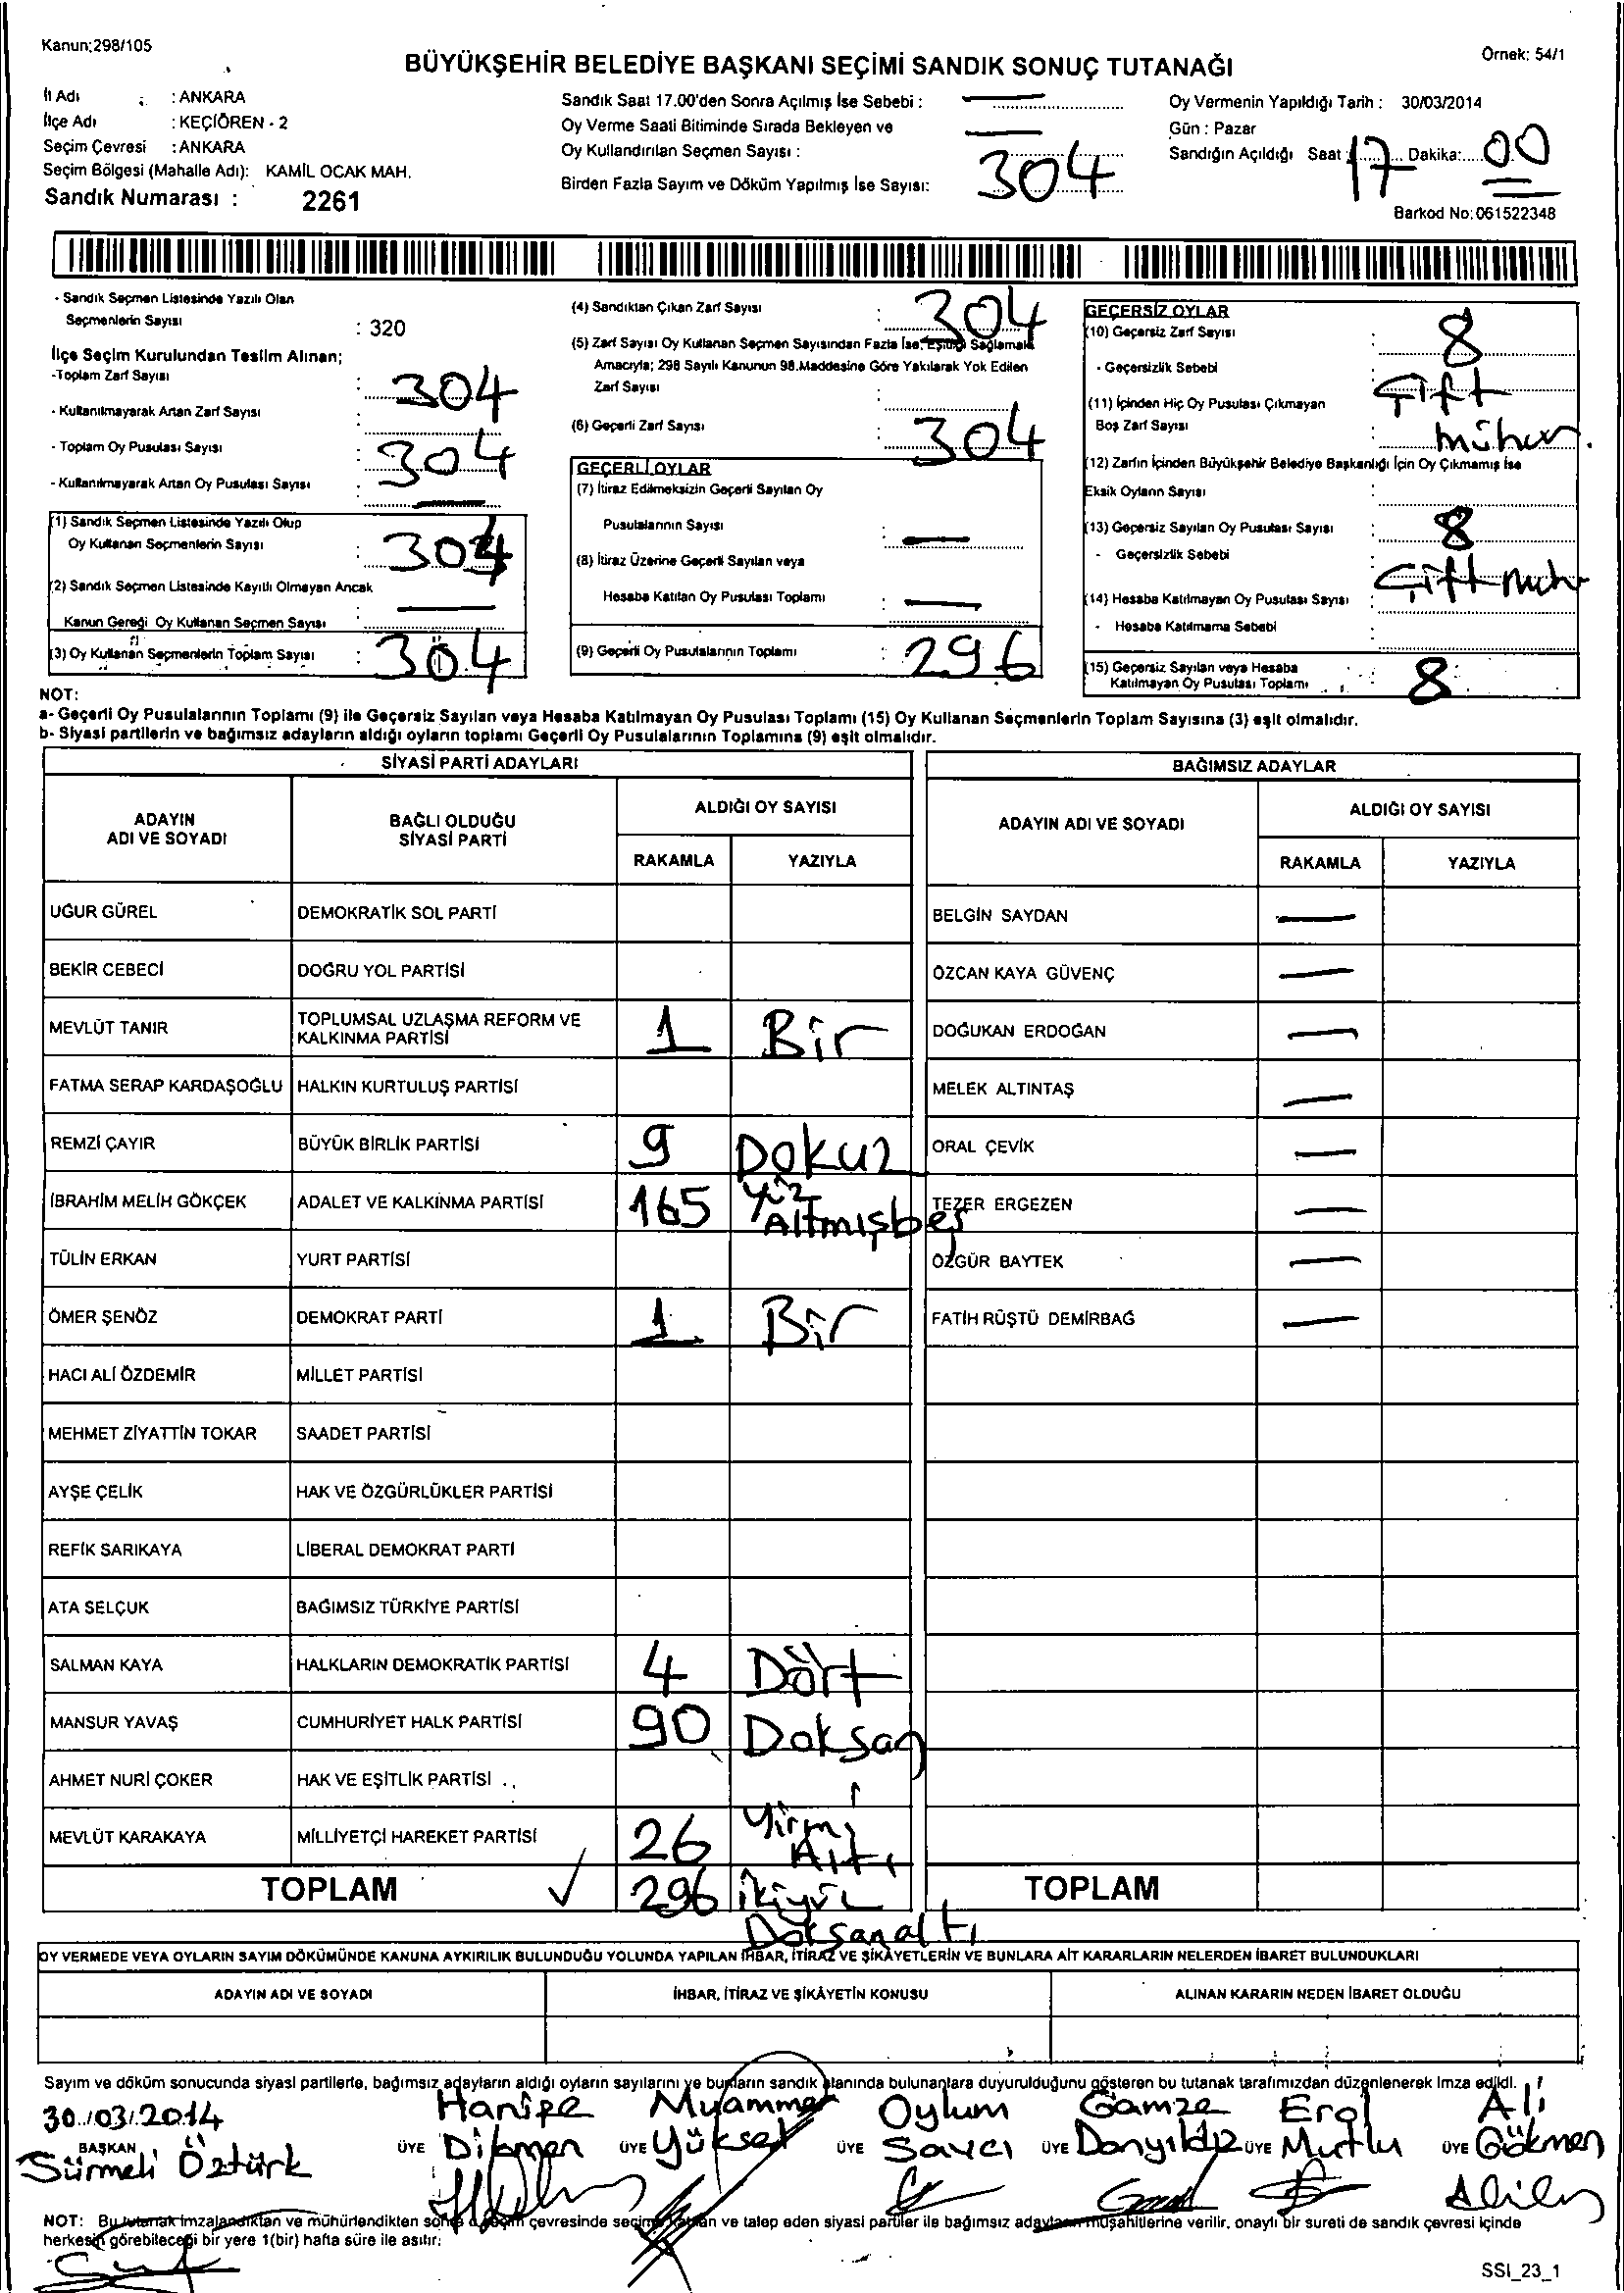 Kanun:298/105
Örnek: 54/1
BÜYÜKŞEHİR BELEDİYE BAŞKANI SEÇİMİ SANDIK SONUÇ TUTANAĞI
İl Adı : ANKARA
İlçe Adı : KEÇİÖREN - 2
Seçim Çevresi : ANKARA
Seçim Bölgesi (Mahalle Adı): KAMİL OCAK MAH.
Sandık Numarası : 2261
Sandık Saat 17.00'den Sonra Açılmış İse Sebebi : —
Oy Verme Saati Bitiminde Sırada Bekleyen ve
Oy Kullandırılan Seçmen Sayısı : —
Birden Fazla Sayım ve Döküm Yapılmış İse Sayısı: 304
Oy Vermenin Yapıldığı Tarih : 30/03/2014
Gün : Pazar
Sandığın Açıldığı Saat : 17 Dakika: 00
Barkod No: 061522348
- Sandık Seçmen Listesinde Yazılı Olan
Seçmenlerin Sayısı : 320
İlçe Seçim Kurulundan Teslim Alınan;
-Toplam Zarf Sayısı : 304
- Kullanılmayarak Artan Zarf Sayısı :
- Toplam Oy Pusulası Sayısı : 304
- Kullanılmayarak Artan Oy Pusulası Sayısı : —
(1) Sandık Seçmen Listesinde Yazılı Olup
Oy Kullanan Seçmenlerin Sayısı : 304
(2) Sandık Seçmen Listesinde Kayıtlı Olmayan Ancak
Kanun Gereği Oy Kullanan Seçmen Sayısı : —
(3) Oy Kullanan Seçmenlerin Toplam Sayısı : 304
(4) Sandıktan Çıkan Zarf Sayısı : 304
(5) Zarf Sayısı Oy Kullanan Seçmen Sayısından Fazla İse, Eşitliği Sağlamak
Amacıyla; 298 Sayılı Kanunun 98.Maddesine Göre Yakılarak Yok Edilen
Zarf Sayısı :
(6) Geçerli Zarf Sayısı : 304
GEÇERLİ OYLAR
(7) İtiraz Edilmeksizin Geçerli Sayılan Oy
Pusulalarının Sayısı : —
(8) İtiraz Üzerine Geçerli Sayılan veya
Hesaba Katılan Oy Pusulası Toplamı : —
(9) Geçerli Oy Pusulalarının Toplamı : 296
GEÇERSİZ OYLAR
(10) Geçersiz Zarf Sayısı : 8
- Geçersizlik Sebebi : Çift
(11) İçinden Hiç Oy Pusulası Çıkmayan
Boş Zarf Sayısı : mühür.
(12) Zarfın İçinden Büyükşehir Belediye Başkanlığı İçin Oy Çıkmamış İse
Eksik Oyların Sayısı :
(13) Geçersiz Sayılan Oy Pusulası Sayısı : 8
- Geçersizlik Sebebi : Çift müh
(14) Hesaba Katılmayan Oy Pusulası Sayısı :
- Hesaba Katılmama Sebebi :
(15) Geçersiz Sayılan veya Hesaba
Katılmayan Oy Pusulası Toplamı : 8
NOT:
a- Geçerli Oy Pusulalarının Toplamı (9) ile Geçersiz Sayılan veya Hesaba Katılmayan Oy Pusulası Toplamı (15) Oy Kullanan Seçmenlerin Toplam Sayısına (3) eşit olmalıdır.
b- Siyasi partilerin ve bağımsız adayların aldığı oyların toplamı Geçerli Oy Pusulalarının Toplamına (9) eşit olmalıdır.
SİYASİ PARTİ ADAYLARI
ADAYIN
ADI VE SOYADI
BAĞLI OLDUĞU
SİYASİ PARTİ
ALDIĞI OY SAYISI
RAKAMLA YAZIYLA
UĞUR GÜREL DEMOKRATİK SOL PARTİ
BEKİR CEBECİ DOĞRU YOL PARTİSİ
MEVLÜT TANIR TOPLUMSAL UZLAŞMA REFORM VE
KALKINMA PARTİSİ 1 Bir
FATMA SERAP KARDAŞOĞLU HALKIN KURTULUŞ PARTİSİ
REMZİ ÇAYIR BÜYÜK BİRLİK PARTİSİ 9 Dokuz
İBRAHİM MELİH GÖKÇEK ADALET VE KALKINMA PARTİSİ 165 Yüz
Altmışbeş
TÜLİN ERKAN YURT PARTİSİ
ÖMER ŞENÖZ DEMOKRAT PARTİ 1 Bir
HACI ALİ ÖZDEMİR MİLLET PARTİSİ
MEHMET ZİYATTİN TOKAR SAADET PARTİSİ
AYŞE ÇELİK HAK VE ÖZGÜRLÜKLER PARTİSİ
REFİK SARIKAYA LİBERAL DEMOKRAT PARTİ
ATA SELÇUK BAĞIMSIZ TÜRKİYE PARTİSİ
SALMAN KAYA HALKLARIN DEMOKRATİK PARTİSİ 4 Dört
MANSUR YAVAŞ CUMHURİYET HALK PARTİSİ 90 Doksan
AHMET NURİ ÇOKER HAK VE EŞİTLİK PARTİSİ
MEVLÜT KARAKAYA MİLLİYETÇİ HAREKET PARTİSİ 26 Yirmi
Altı
TOPLAM ✓ 296 ikiyüz
Doksanaltı
BAĞIMSIZ ADAYLAR
ADAYIN ADI VE SOYADI
ALDIĞI OY SAYISI
RAKAMLA YAZIYLA
BELGİN SAYDAN —
ÖZCAN KAYA GÜVENÇ —
DOĞUKAN ERDOĞAN —
MELEK ALTINTAŞ —
ORAL ÇEVİK —
TEZER ERGEZEN —
ÖZGÜR BAYTEK —
FATİH RÜŞTÜ DEMİRBAĞ —
TOPLAM
OY VERMEDE VEYA OYLARIN SAYIM DÖKÜMÜNDE KANUNA AYKIRILIK BULUNDUĞU YOLUNDA YAPILAN İHBAR, İTİRAZ VE ŞİKÂYETLERİN VE BUNLARA AİT KARARLARIN NELERDEN İBARET BULUNDUKLARI
ADAYIN ADI VE SOYADI
İHBAR, İTİRAZ VE ŞİKÂYETİN KONUSU
ALINAN KARARIN NEDEN İBARET OLDUĞU
Sayım ve döküm sonucunda siyasi partilerle, bağımsız adayların aldığı oyların sayılarını ve bunların sandık alanında bulunanlara duyurulduğunu gösteren bu tutanak tarafımızdan düzenlenerek imza edildi.
30/03/2014
BAŞKAN
Sürmeli Öztürk
Hanife
ÜYE Dikmen
Muammer
ÜYE Yüksel
Oylum
ÜYE Savcı
Gamze
ÜYE Danyıldız
Erol
ÜYE Mutlu
Ali
ÜYE Gökmen
NOT: Bu tutanak imzalandıktan ve mühürlendikten sonra o seçim çevresinde seçime katılan ve talep eden siyasi partiler ile bağımsız adayların müşahitlerine verilir, onaylı bir sureti de sandık çevresi içinde
herkesin görebileceği bir yere 1(bir) hafta süre ile asılır.
SSI_23_1